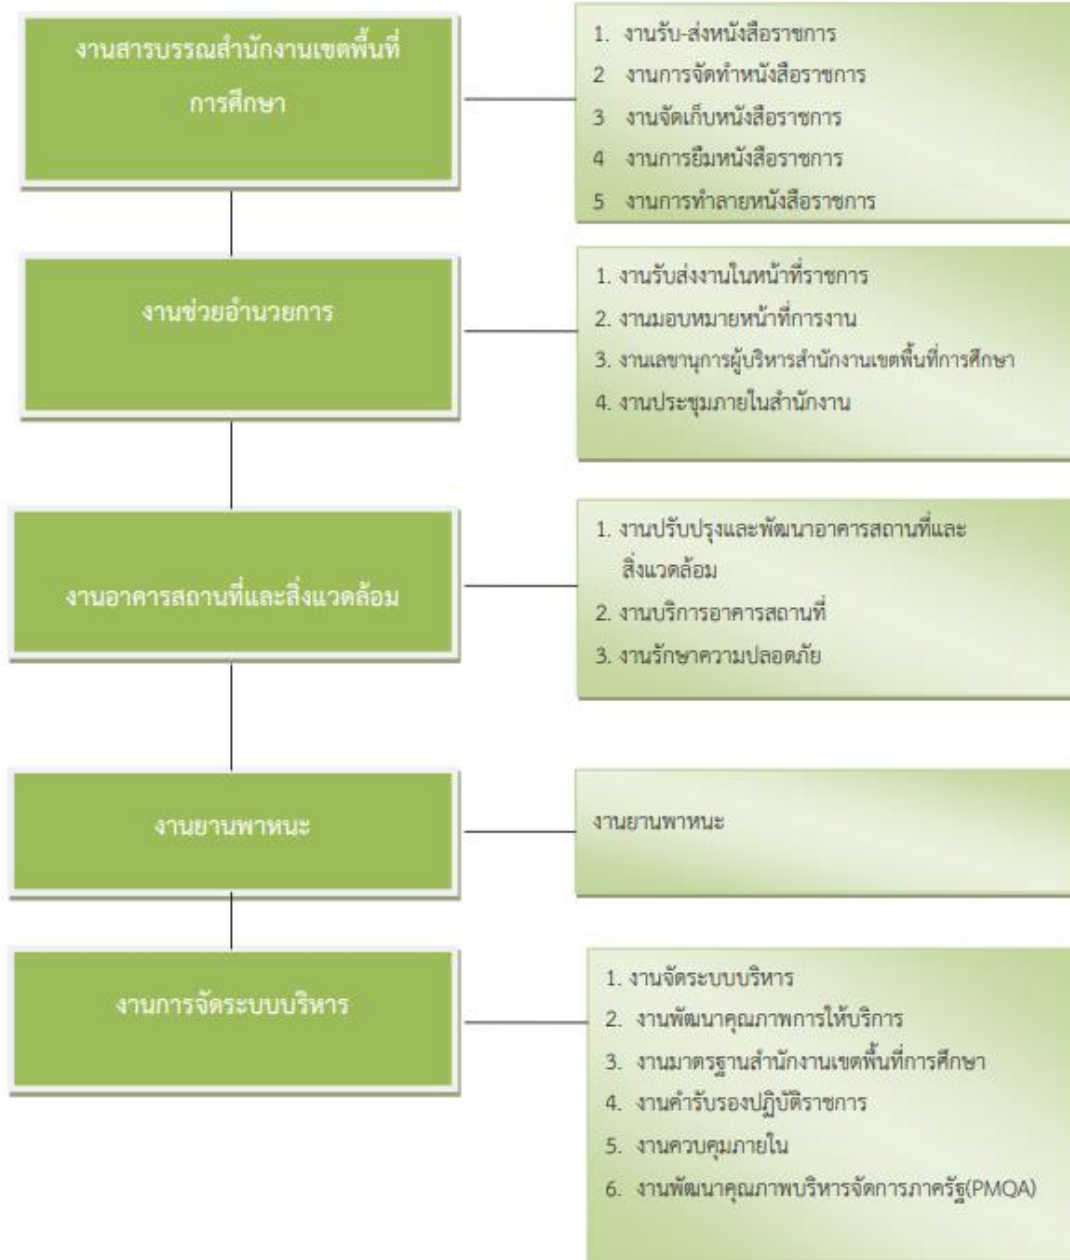 งานสารบรรณสำนักงานเขตพื้นที่
การศึกษา
1. งานรับ-ส่งหนังสือราชการ
2 งานการจัดทำหนังสือราชการ
3 งานจัดเก็บหนังสือราชการ
4 งานการยืมหนังสือราชการ
5 งานการทำลายหนังสือราชการ
งานช่วยอำนวยการ
1. งานรับส่งงานในหน้าที่ราชการ
2. งานมอบหมายหน้าที่การงาน
3. งานเลขานุการผู้บริหารสำนักงานเขตพื้นที่การศึกษา
4. งานประชุมภายในสำนักงาน
งานอาคารสถานที่และสิ่งแวดล้อม
1. งานปรับปรุงและพัฒนาอาคารสถานที่และ
สิ่งแวดล้อม
2. งานบริการอาคารสถานที่
3. งานรักษาความปลอดภัย
งานยานพาหนะ
งานยานพาหนะ
งานการจัดระบบบริหาร
1. งานจัดระบบบริหาร
2. งานพัฒนาคุณภาพการให้บริการ
3. งานมาตรฐานสำนักงานเขตพื้นที่การศึกษา
4. งานคำรับรองปฏิบัติราชการ
5. งานควบคุมภายใน
6. งานพัฒนาคุณภาพบริหารจัดการภาครัฐ(PMQA)